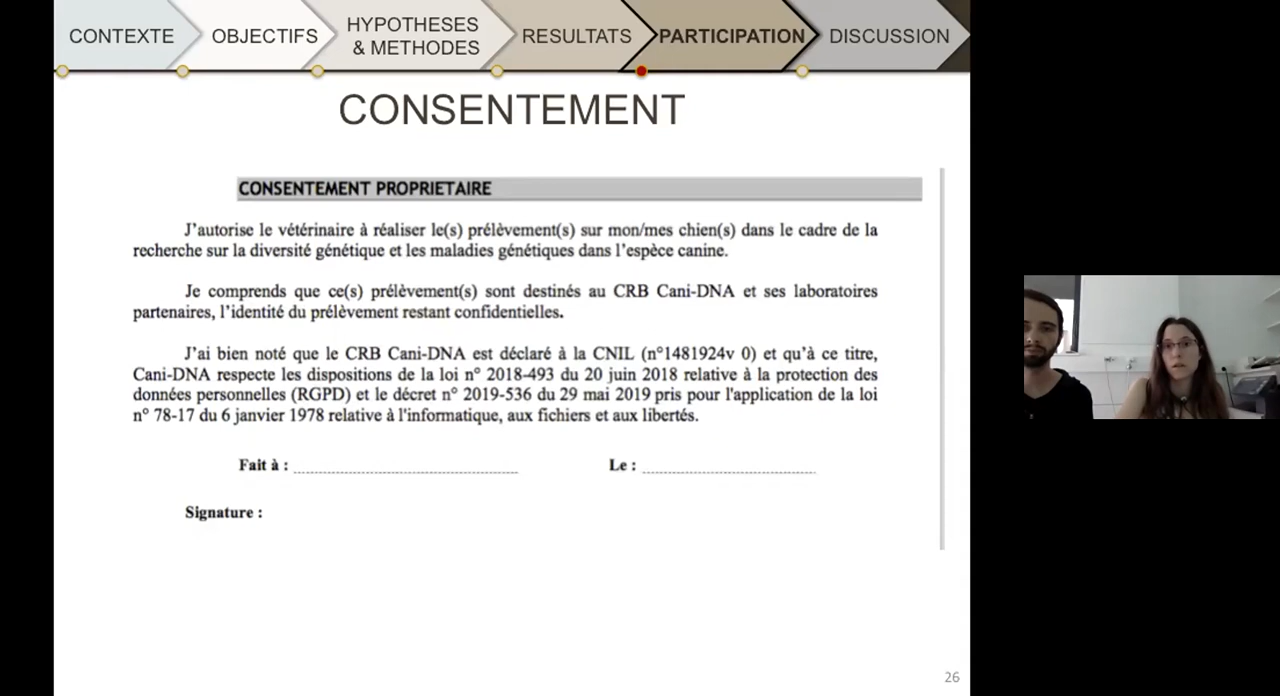 CONTEXTE
OBJECTIFS
HYPOTHESES
& METHODES
RESULTATS
PARTICIPATION
DISCUSSION
CONSENTEMENT
CONSENTEMENT PROPRIETAIRE
J'autorise le vétérinaire à réaliser le(s) prélèvement(s) sur mon/mes chien(s) dans le cadre de la
recherche sur la diversité génétique et les maladies génétiques dans l'espèce canine.
Je comprends que ce(s) prélèvement(s) sont destinés au CRB Cani-DNA et ses laboratoires
partenaires, l'identité du prélèvement restant confidentielles.
J'ai bien noté que le CRB Cani-DNA est déclaré à la CNIL (n°1481924v 0) et qu'à ce titre,
Cani-DNA respecte les dispositions de la loi n° 2018-493 du 20 juin 2018 relative à la protection des
données personnelles (RGPD) et le décret n° 2019-536 du 29 mai 2019 pris pour l'application de la loi
n° 78-17 du 6 janvier 1978 relative à l'informatique, aux fichiers et aux libertés.
Fait à : Le :
Signature :
26